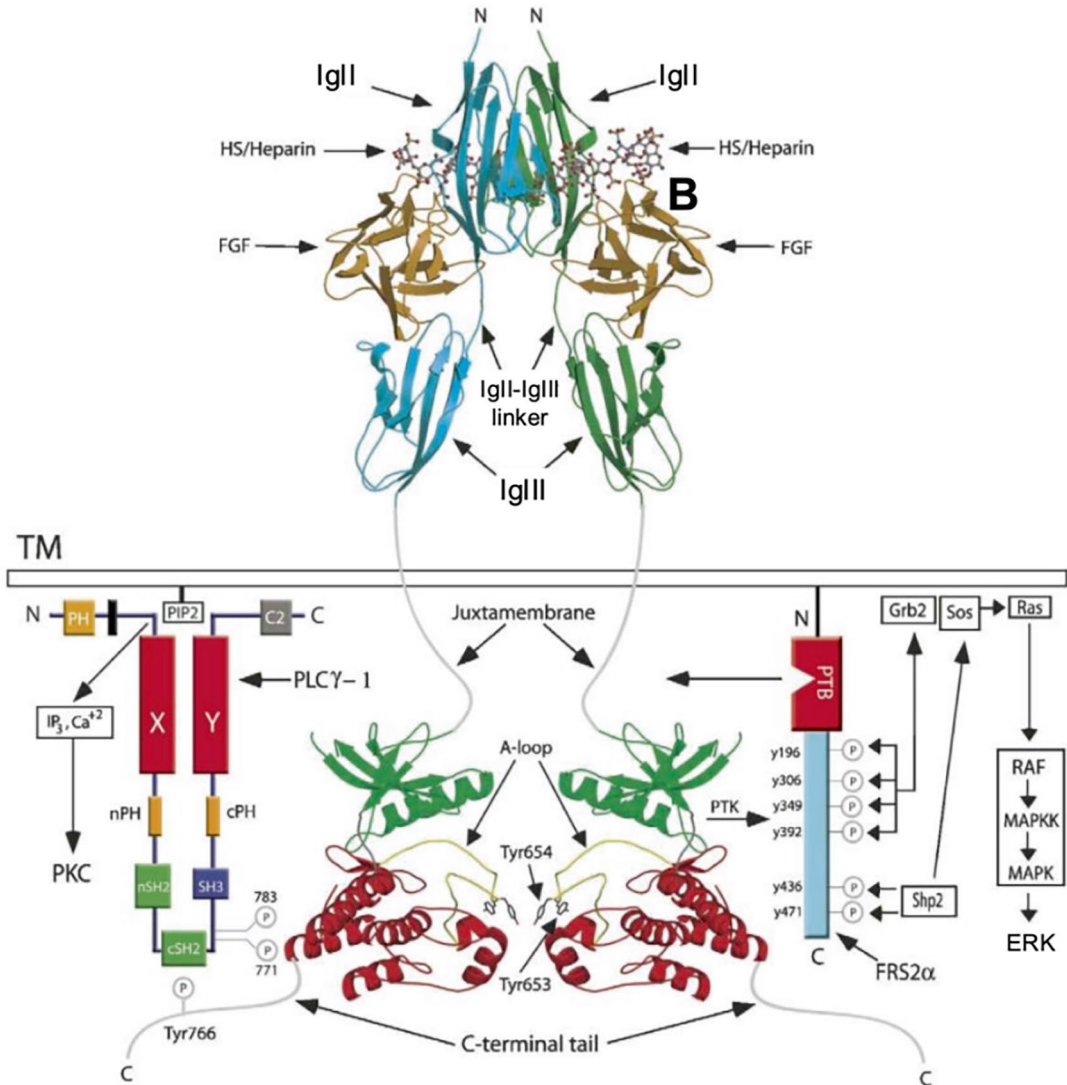 N N
IgII IgII
HS/Heparin HS/Heparin
B
FGF FGF
IgII-IgIII
linker
IgIII
TM
N PH PIP2 C2 C
Juxtamembrane
N Grb2 Sos Ras
PLCγ-1
PTB
IP3, Ca+2
X Y
A-loop
y196 P
y306 P
RAF
nPH cPH
PTK
y349 P
MAPKK
y392 P
PKC
Tyr654
MAPK
nSH2 SH3
783
P
y436 P
Shp2
y471 P
cSH2
P
771
ERK
C
FRS2α
P
Tyr653
Tyr766
C-terminal tail
C C